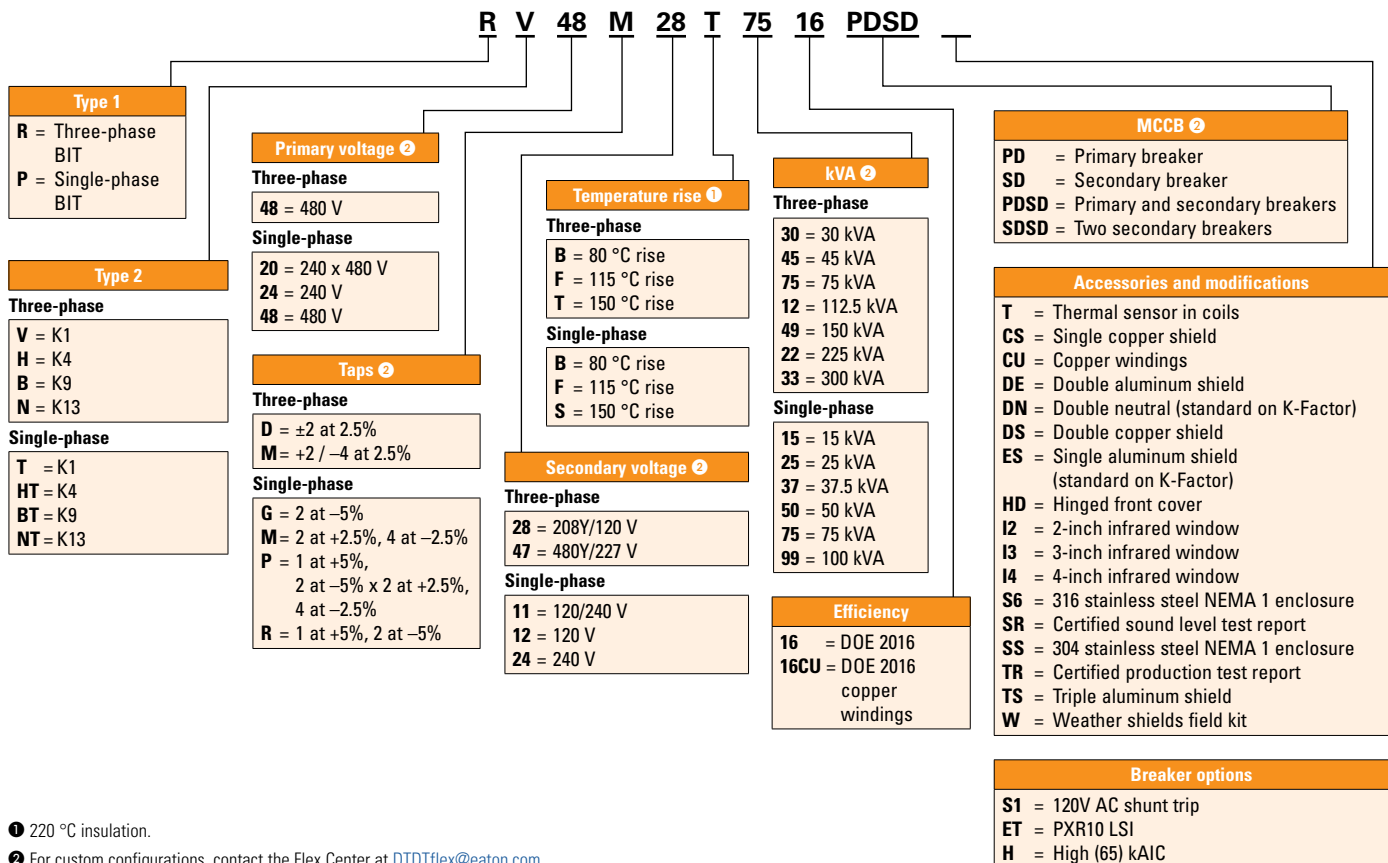 R V 48 M 28 T 75 16 PDSD
Type 1
R = Three-phase
BIT
P = Single-phase
BIT
Type 2
Three-phase
V = K1
H = K4
B = K9
N = K13
Single-phase
T = K1
HT = K4
BT = K9
NT = K13
Primary voltage ❷
Three-phase
48 = 480 V
Single-phase
20 = 240 x 480 V
24 = 240 V
48 = 480 V
Taps ❷
Three-phase
D = ±2 at 2.5%
M = +2 / –4 at 2.5%
Single-phase
G = 2 at –5%
M = 2 at +2.5%, 4 at –2.5%
P = 1 at +5%,
2 at –5% x 2 at +2.5%,
4 at –2.5%
R = 1 at +5%, 2 at –5%
Temperature rise ❶
Three-phase
B = 80 °C rise
F = 115 °C rise
T = 150 °C rise
Single-phase
B = 80 °C rise
F = 115 °C rise
S = 150 °C rise
Secondary voltage ❷
Three-phase
28 = 208Y/120 V
47 = 480Y/227 V
Single-phase
11 = 120/240 V
12 = 120 V
24 = 240 V
kVA ❷
Three-phase
30 = 30 kVA
45 = 45 kVA
75 = 75 kVA
12 = 112.5 kVA
49 = 150 kVA
22 = 225 kVA
33 = 300 kVA
Single-phase
15 = 15 kVA
25 = 25 kVA
37 = 37.5 kVA
50 = 50 kVA
75 = 75 kVA
99 = 100 kVA
Efficiency
16 = DOE 2016
16CU = DOE 2016
copper
windings
MCCB ❷
PD = Primary breaker
SD = Secondary breaker
PDSD = Primary and secondary breakers
SDSD = Two secondary breakers
Accessories and modifications
T = Thermal sensor in coils
CS = Single copper shield
CU = Copper windings
DE = Double aluminum shield
DN = Double neutral (standard on K-Factor)
DS = Double copper shield
ES = Single aluminum shield
(standard on K-Factor)
HD = Hinged front cover
I2 = 2-inch infrared window
I3 = 3-inch infrared window
I4 = 4-inch infrared window
S6 = 316 stainless steel NEMA 1 enclosure
SR = Certified sound level test report
SS = 304 stainless steel NEMA 1 enclosure
TR = Certified production test report
TS = Triple aluminum shield
W = Weather shields field kit
Breaker options
S1 = 120V AC shunt trip
ET = PXR10 LSI
H = High (65) kAIC
❶ 220 °C insulation.
❷ For custom configurations, contact the Flex Center at DTDTflex@eaton.com